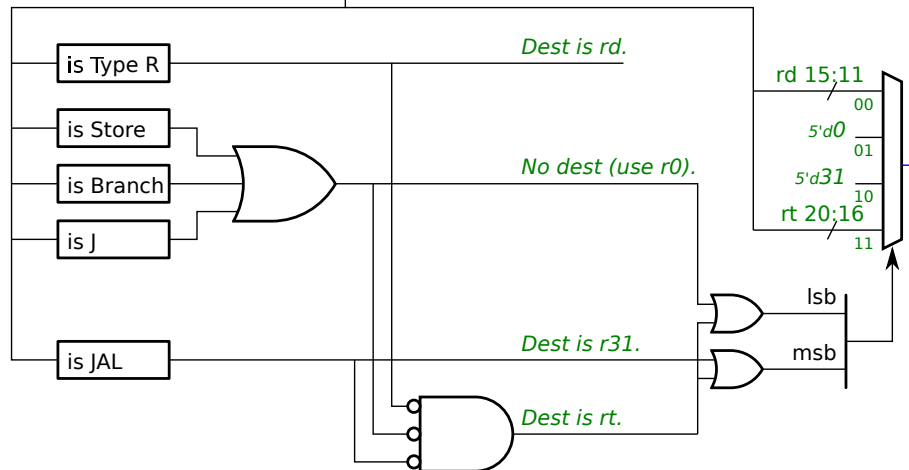 Dest is rd.
is Type R
rd 15:11
00
is Store
5'd0
01
No dest (use r0).
is Branch
5'd31
10
rt 20:16
is J
11
lsb
Dest is r31.
msb
is JAL
Dest is rt.